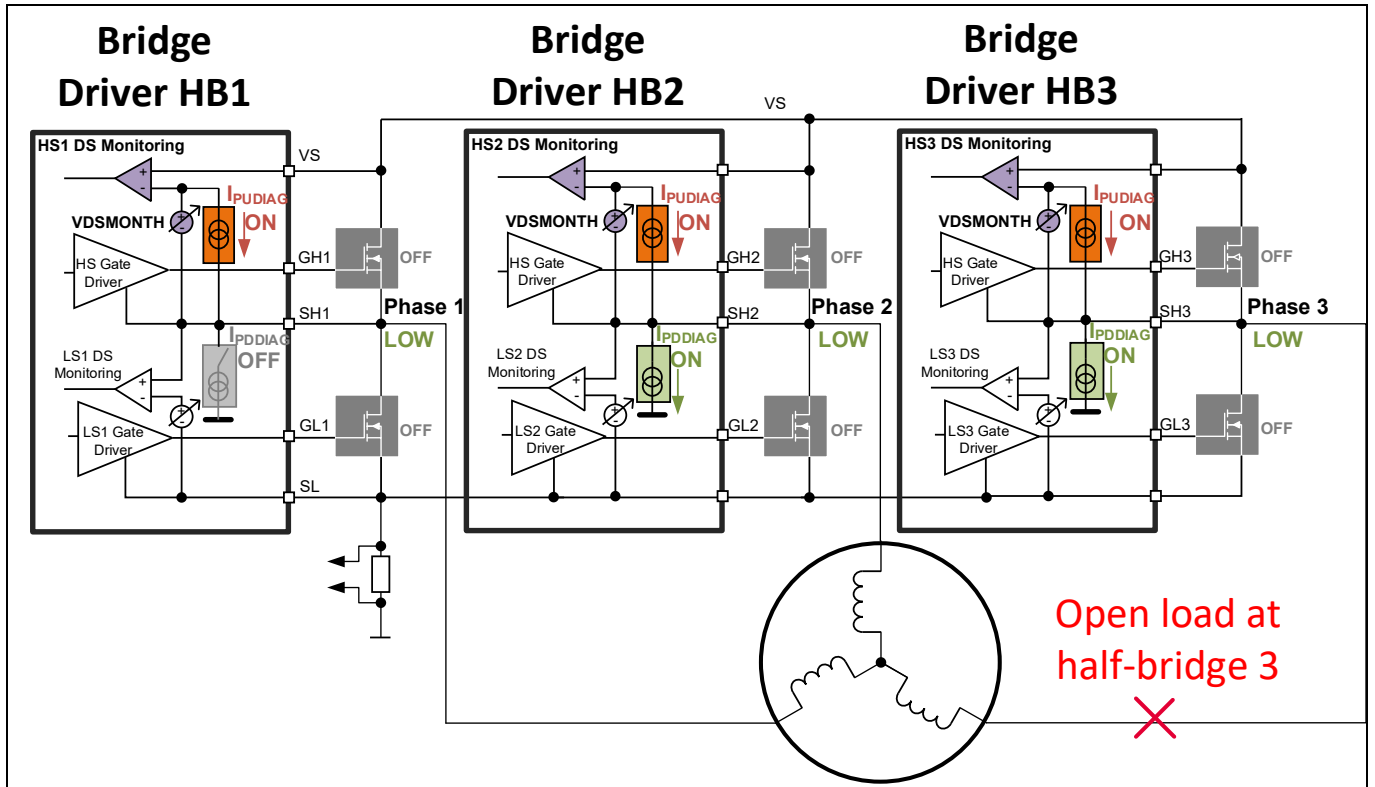 Bridge
Driver HB1
Bridge
Driver HB2
Bridge
Driver HB3
VS
HS1 DS Monitoring
VS
+
-
IPUDIAG
ON
VDSMONTH
HS Gate
Driver
GH1
OFF
SH1
Phase 1
LOW
IPDDIAG
OFF
LS1 DS
Monitoring
+
-
LS1 Gate
Driver
GL1
OFF
SL
HS2 DS Monitoring
+
-
IPUDIAG
ON
VDSMONTH
HS Gate
Driver
GH2
OFF
SH2
Phase 2
LOW
IPDDIAG
ON
LS2 DS
Monitoring
+
-
LS2 Gate
Driver
GL2
OFF
HS3 DS Monitoring
+
-
IPUDIAG
ON
VDSMONTH
HS Gate
Driver
GH3
OFF
SH3
Phase 3
LOW
IPDDIAG
ON
LS3 DS
Monitoring
+
-
LS3 Gate
Driver
GL3
OFF
Open load at
half-bridge 3